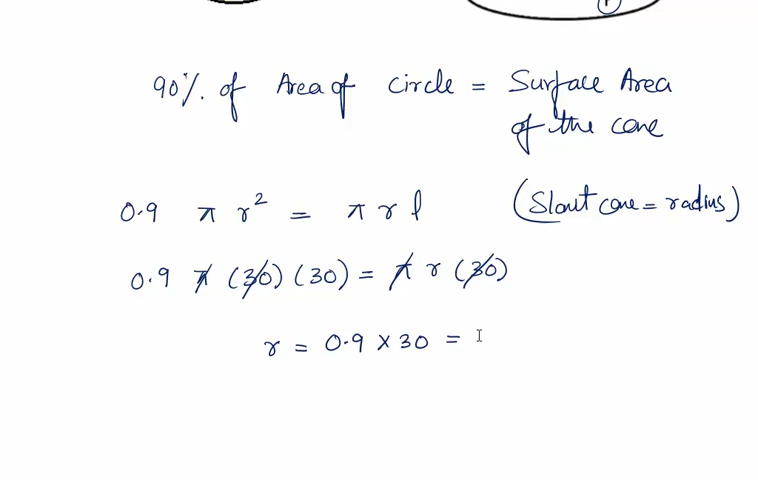 r
90% of Area of circle = Surface Area
of the cone
0.9 π r² = π r l (Slout cone = radius)
0.9 π (30) (30) = π r (30)
r = 0.9 × 30 =